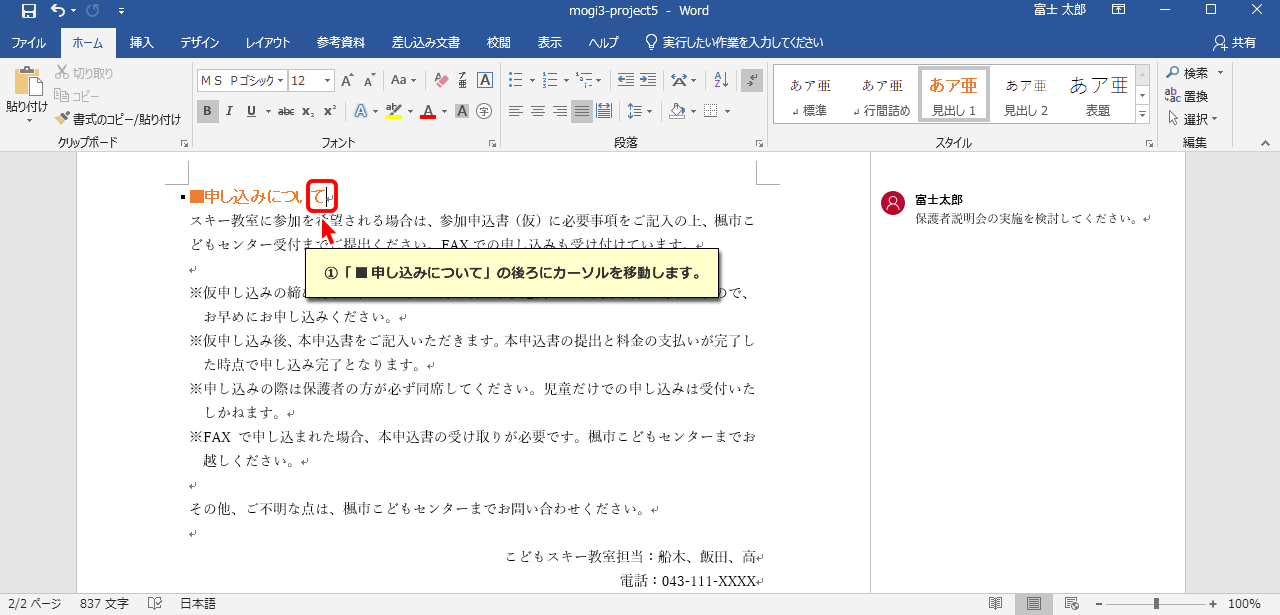 mogi3-project5 - Word
富士 太郎
ファイル ホーム 挿入 デザイン レイアウト 参考資料 差し込み文書 校閲 表示 ヘルプ 実行したい作業を入力してください 共有
貼り付け
切り取り
コピー
書式のコピー/貼り付け
クリップボード
ＭＳ Ｐゴシック 12
フォント
段落
あア亜 あア亜 あア亜 あア亜 あア亜
標準 行間詰め 見出し 1 見出し 2 表題
スタイル
検索
置換
選択
編集
■申し込みについて
スキー教室に参加を希望される場合は、参加申込書（仮）に必要事項をご記入の上、楓市こ
どもセンター受付までご提出ください。FAX での申し込みも受け付けています。
①「 ■ 申し込みについて」の後ろにカーソルを移動します。
※仮申し込みの締
ので、
お早めにお申し込みください。
※仮申し込み後、本申込書をご記入いただきます。本申込書の提出と料金の支払いが完了し
た時点で申し込み完了となります。
※申し込みの際は保護者の方が必ず同席してください。児童だけでの申し込みは受付いた
しかねます。
※FAX で申し込まれた場合、本申込書の受け取りが必要です。楓市こどもセンターまでお
越しください。
その他、ご不明な点は、楓市こどもセンターまでお問い合わせください。
こどもスキー教室担当：船木、飯田、高
電話：043-111-XXXX
富士太郎
保護者説明会の実施を検討してください。
2/2 ページ 837 文字 日本語 100%